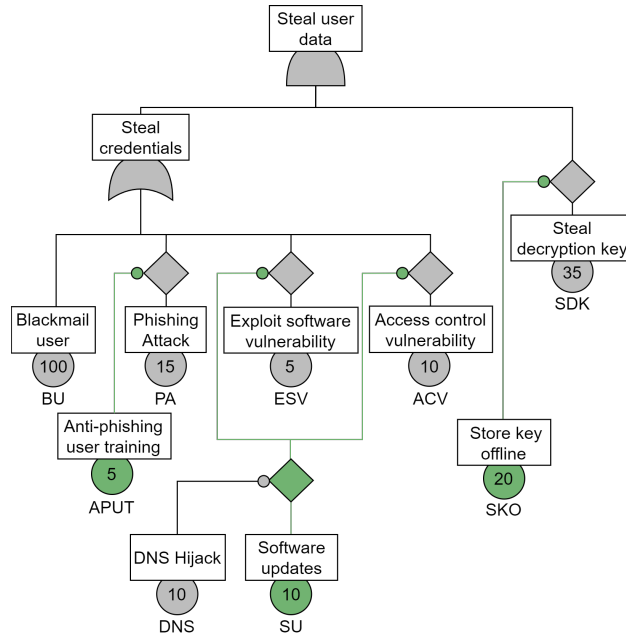 Steal user
data
Steal
credentials
Steal
decryption key
35
SDK
Blackmail
user
100
BU
Phishing
Attack
15
PA
Exploit software
vulnerability
5
ESV
Access control
vulnerability
10
ACV
Anti-phishing
user training
5
APUT
Store key
offline
20
SKO
DNS Hijack
10
DNS
Software
updates
10
SU